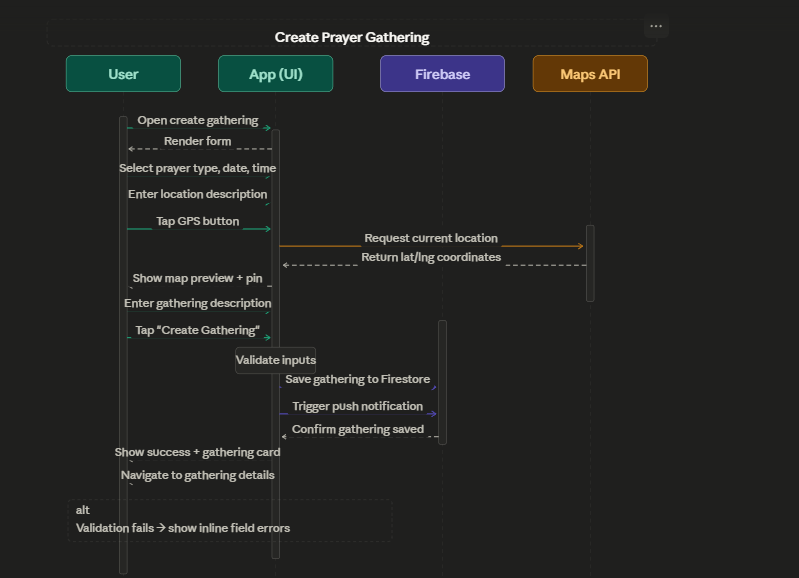 Create Prayer Gathering
User
App (UI)
Firebase
Maps API
Open create gathering
Render form
Select prayer type, date, time
Enter location description
Tap GPS button
Request current location
Return lat/lng coordinates
Show map preview + pin
Enter gathering description
Tap "Create Gathering"
Validate inputs
Save gathering to Firestore
Trigger push notification
Confirm gathering saved
Show success + gathering card
Navigate to gathering details
alt
Validation fails → show inline field errors